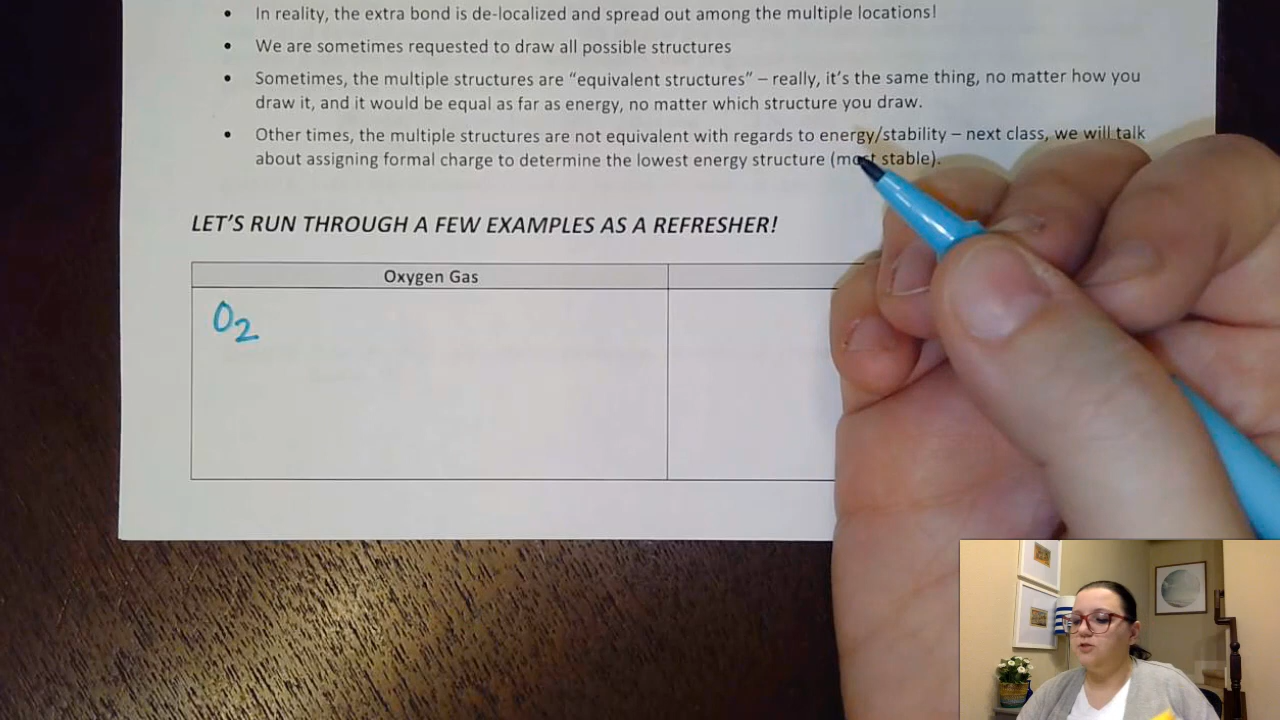 • In reality, the extra bond is de-localized and spread out among the multiple locations!
• We are sometimes requested to draw all possible structures
• Sometimes, the multiple structures are “equivalent structures” – really, it’s the same thing, no matter how you
draw it, and it would be equal as far as energy, no matter which structure you draw.
• Other times, the multiple structures are not equivalent with regards to energy/stability – next class, we will talk
about assigning formal charge to determine the lowest energy structure (most stable).
LET’S RUN THROUGH A FEW EXAMPLES AS A REFRESHER!
Oxygen Gas
O2